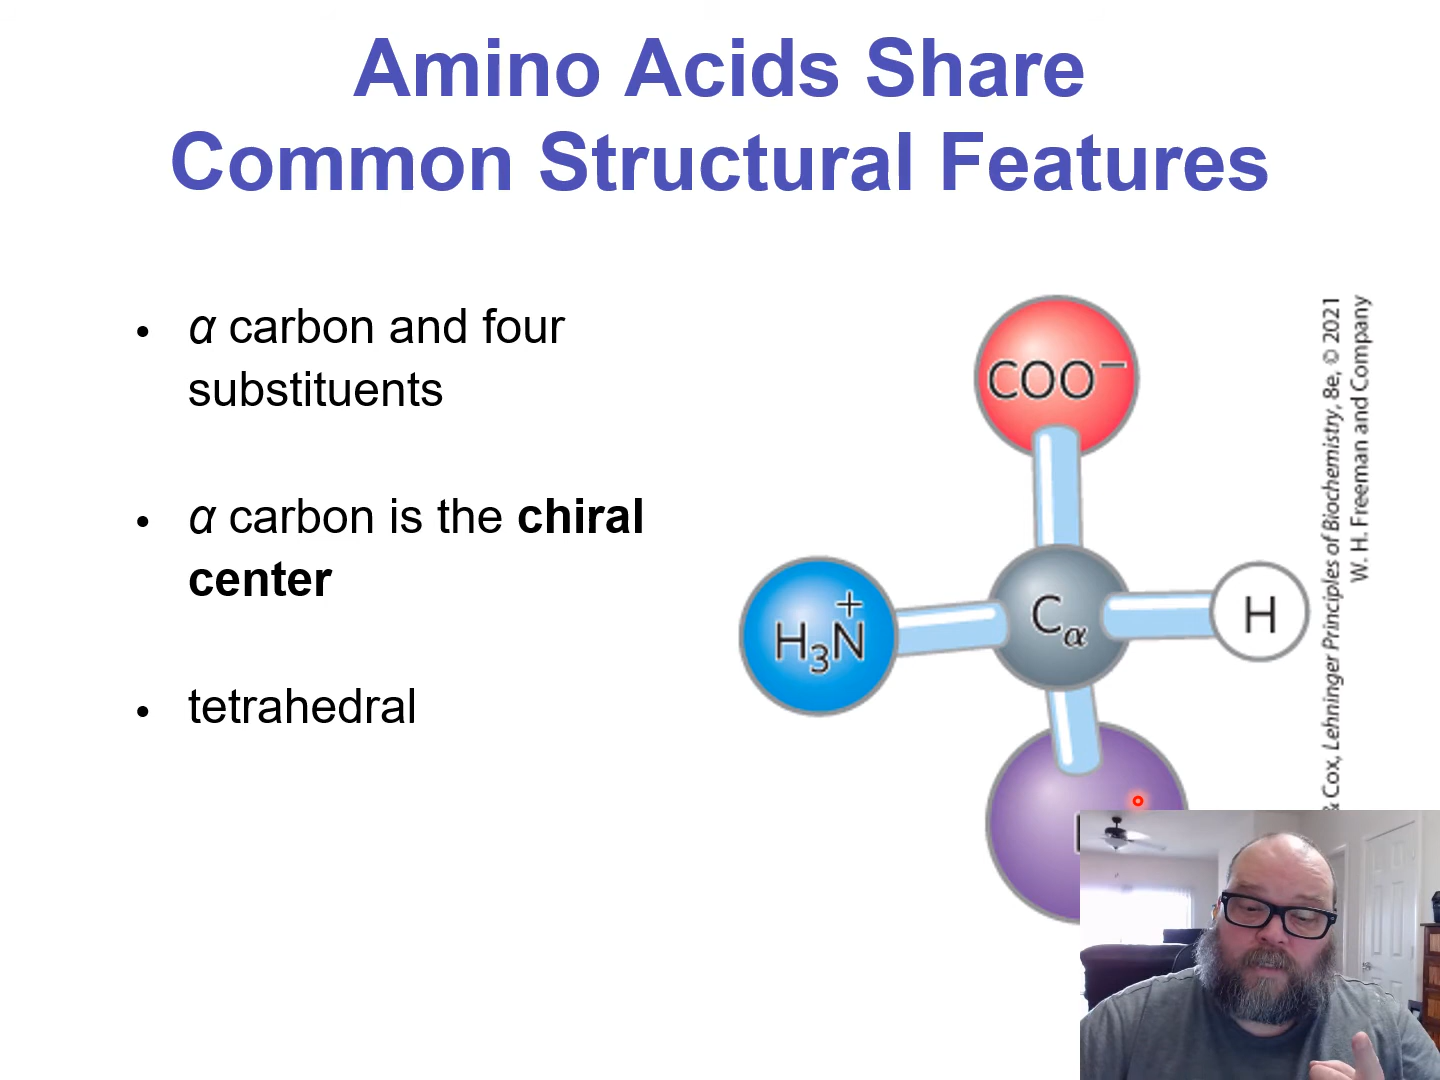 Amino Acids Share
Common Structural Features
• α carbon and four
substituents
• α carbon is the chiral
center
• tetrahedral
COO⁻
H₃N⁺
Cα
H
& Cox, Lehninger Principles of Biochemistry, 8e, © 2021
W. H. Freeman and Company